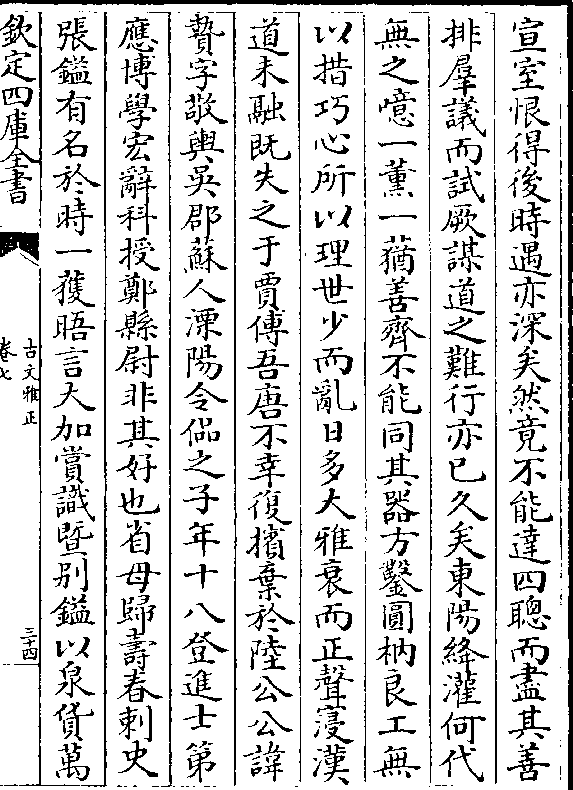 宣室恨得後時遇亦深矣然竟不能達四聰而盡其善
排羣議而試厥謀道之難行亦已久矣東陽絳灌何代
無之噫一薰一蕕善齊不能同其器方鑿圓枘良工無
以措巧心所以理世少而亂日多大雅衰而正聲寖漢
道未融既失之于賈傅吾唐不幸復擯棄於陸公公諱
贄字敬輿吳郡蘇人溧陽令偘之子年十八登進士第
應博學宏辭科授鄭縣尉非其好也省母歸壽春刺史
張鎰有名於時一獲晤言大加賞識暨别鎰以泉貨萬
欽定四庫全書
古文雅正
卷七
三十四